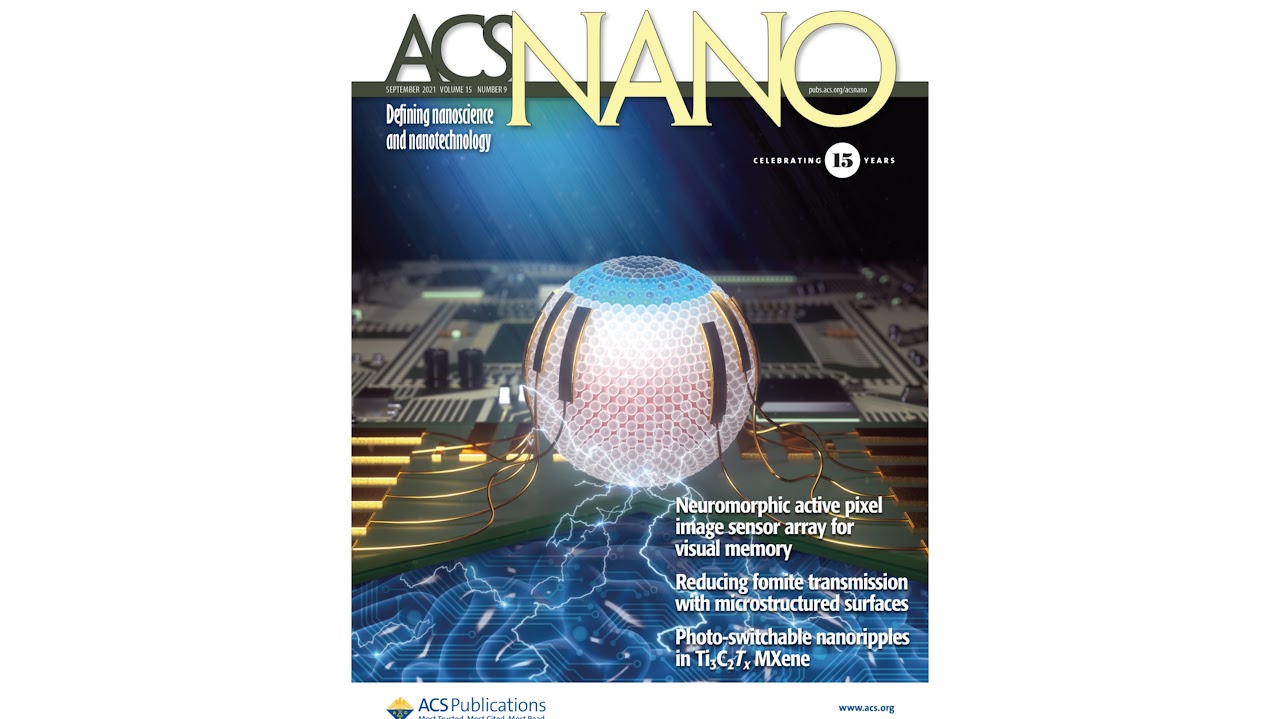 ACS NANO
SEPTEMBER 2021 VOLUME 15 NUMBER 9
pubs.acs.org/acsnano
Defining nanoscience
and nanotechnology
CELEBRATING 15 YEARS
Neuromorphic active pixel
image sensor array for
visual memory
Reducing fomite transmission
with microstructured surfaces
Photo-switchable nanoripples
in Ti₃C₂Tₓ MXene
ACS Publications
Most Trusted. Most Cited. Most Read.
www.acs.org